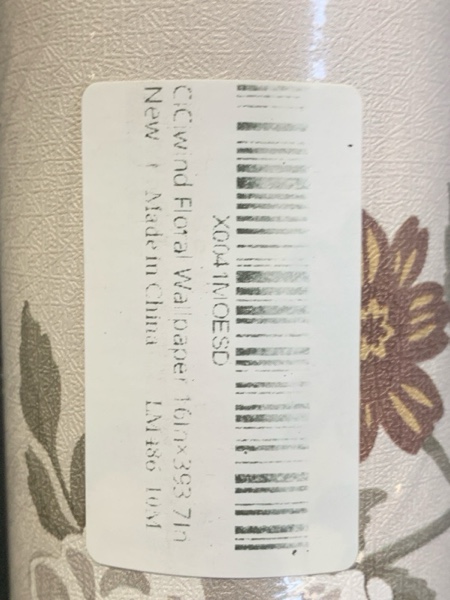 X0041MOESD
CiCiwind Floral Wallpaper 16In×393.7In
New
Made in China LM486 10M